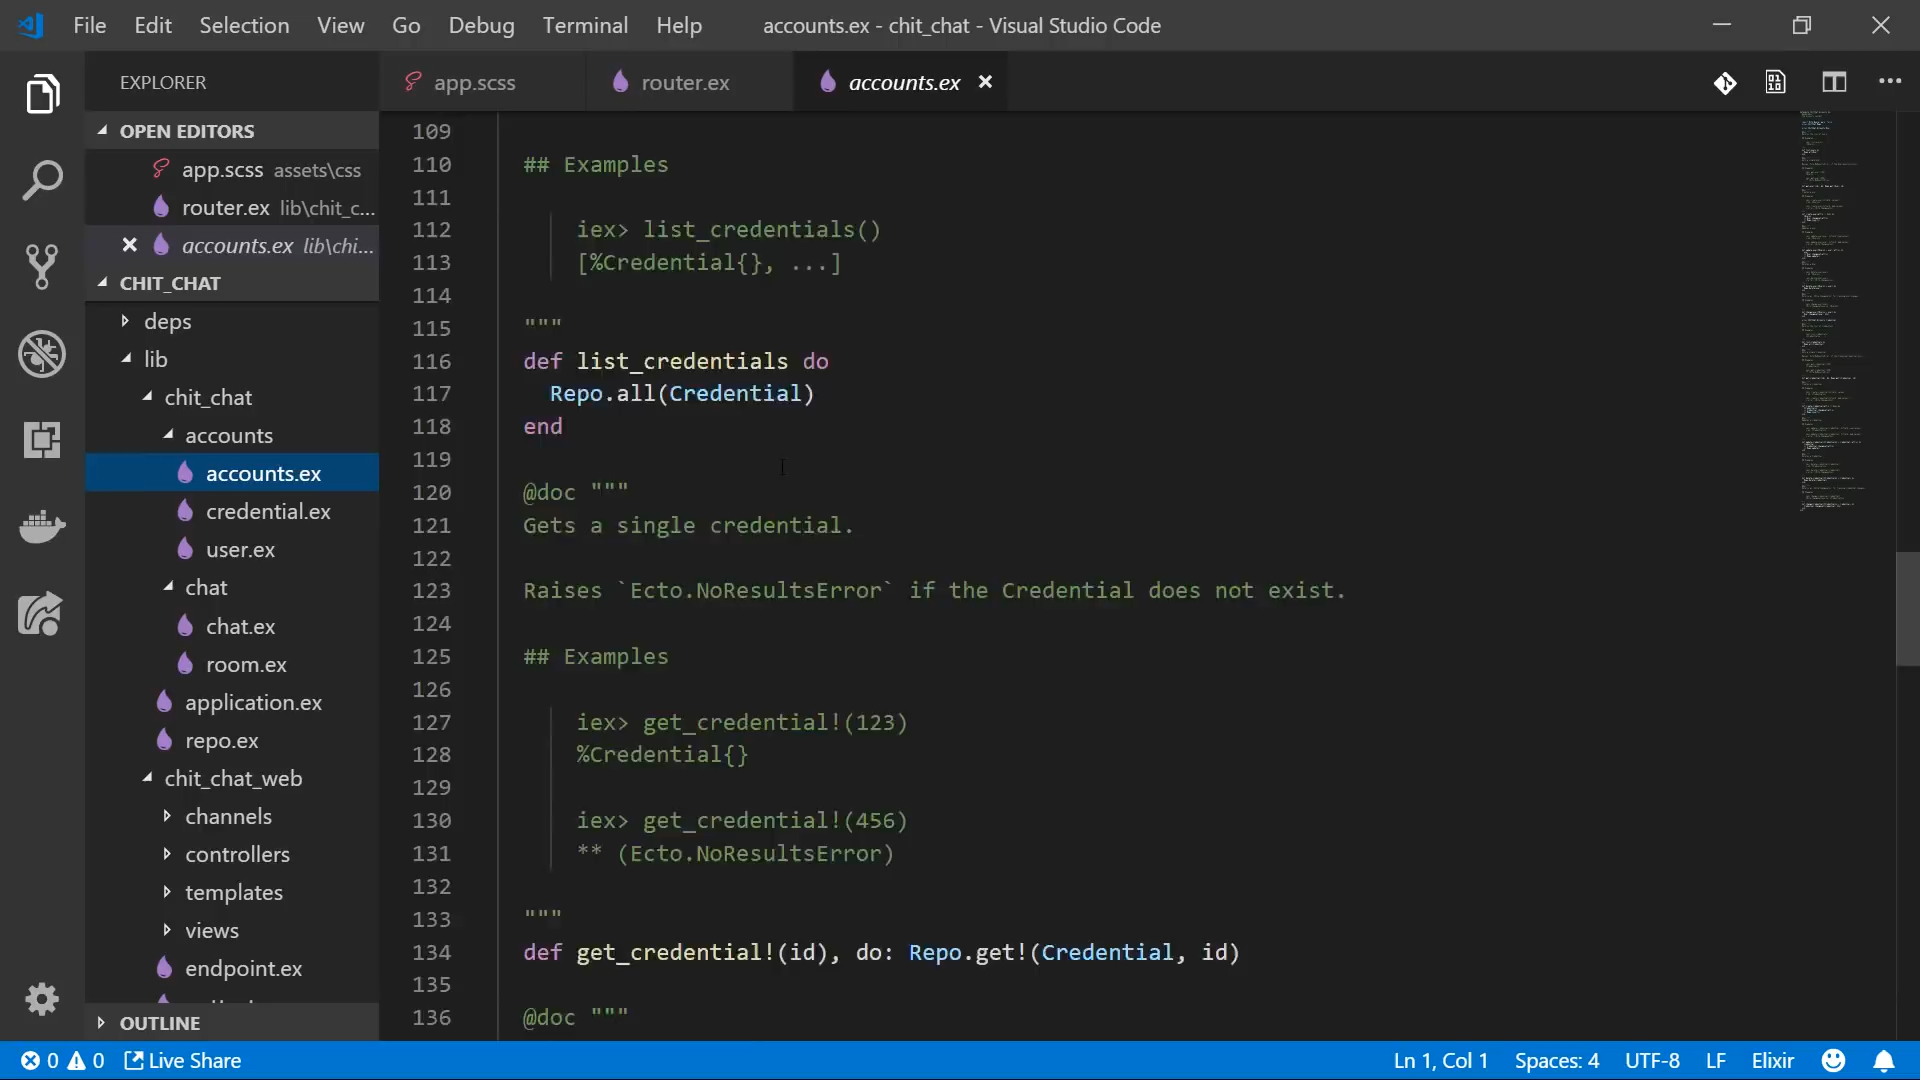 File Edit Selection View Go Debug Terminal Help accounts.ex - chit_chat - Visual Studio Code
EXPLORER
OPEN EDITORS
app.scss assets\css
router.ex lib\chit_c...
accounts.ex lib\chi...
CHIT_CHAT
deps
lib
chit_chat
accounts
accounts.ex
credential.ex
user.ex
chat
chat.ex
room.ex
application.ex
repo.ex
chit_chat_web
channels
controllers
templates
views
endpoint.ex
OUTLINE
app.scss router.ex accounts.ex
109
110 ## Examples
111
112 iex> list_credentials()
113 [%Credential{}, ...]
114
115 """
116 def list_credentials do
117 Repo.all(Credential)
118 end
119
120 @doc """
121 Gets a single credential.
122
123 Raises `Ecto.NoResultsError` if the Credential does not exist.
124
125 ## Examples
126
127 iex> get_credential!(123)
128 %Credential{}
129
130 iex> get_credential!(456)
131 ** (Ecto.NoResultsError)
132
133 """
134 def get_credential!(id), do: Repo.get!(Credential, id)
135
136 @doc """
0 0 Live Share Ln 1, Col 1 Spaces: 4 UTF-8 LF Elixir